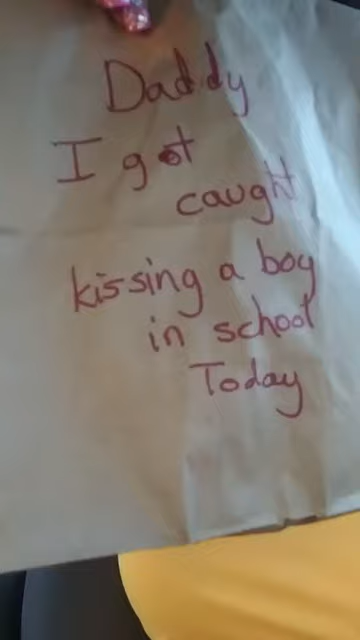 Daddy
I got
caught
kissing a boy
in school
Today